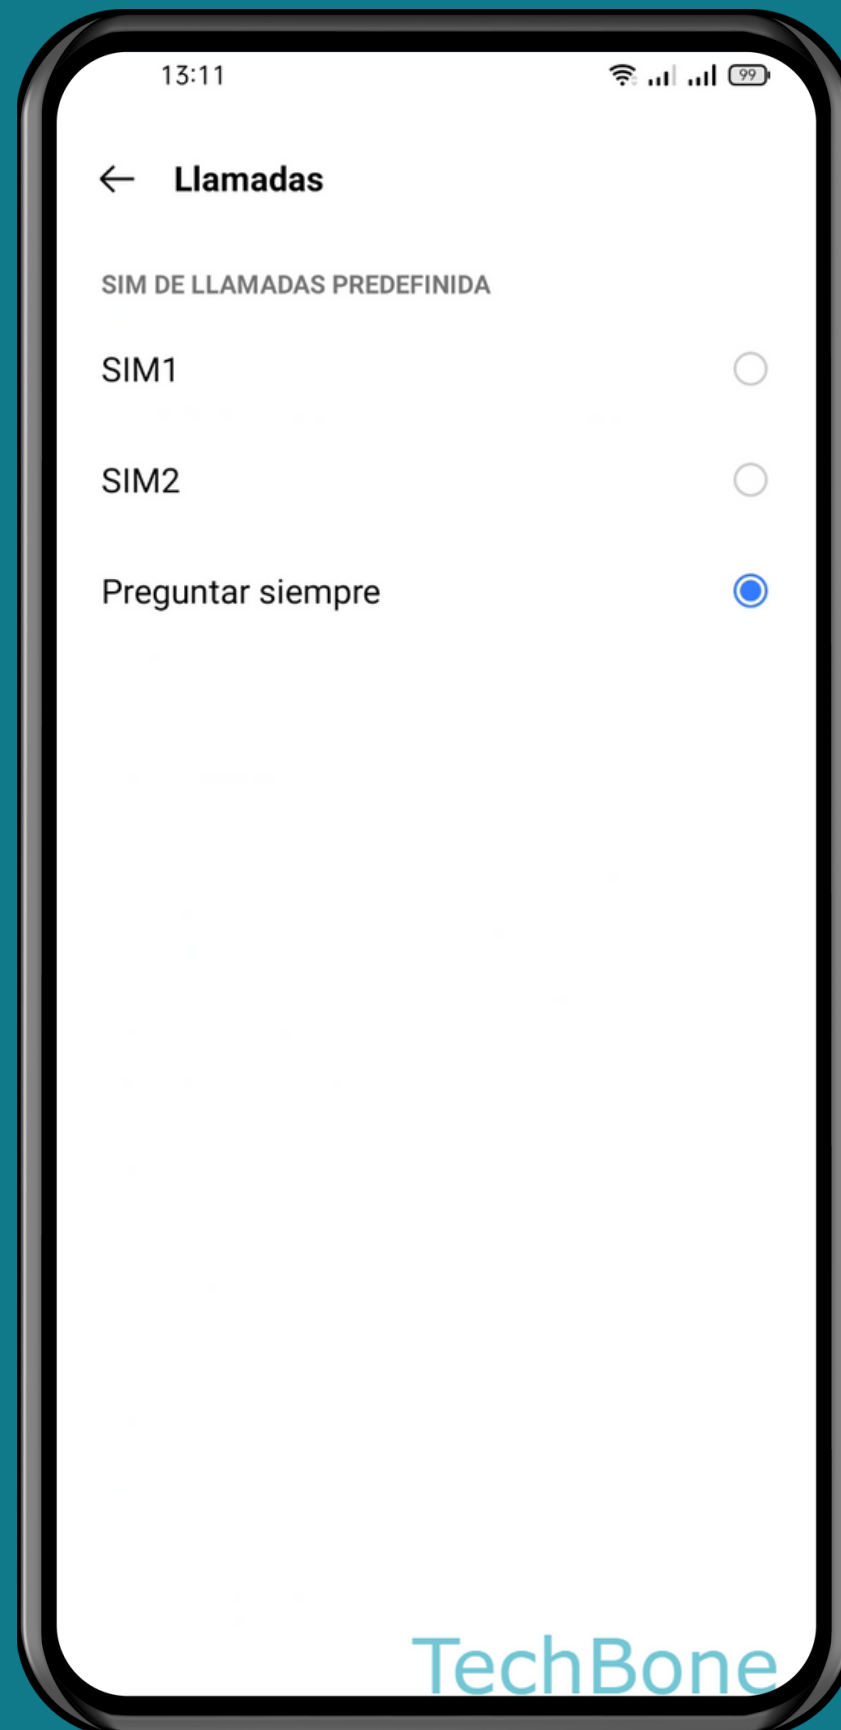 13:11
99
Llamadas
SIM DE LLAMADAS PREDEFINIDA
SIM1
SIM2
Preguntar siempre
TechBone